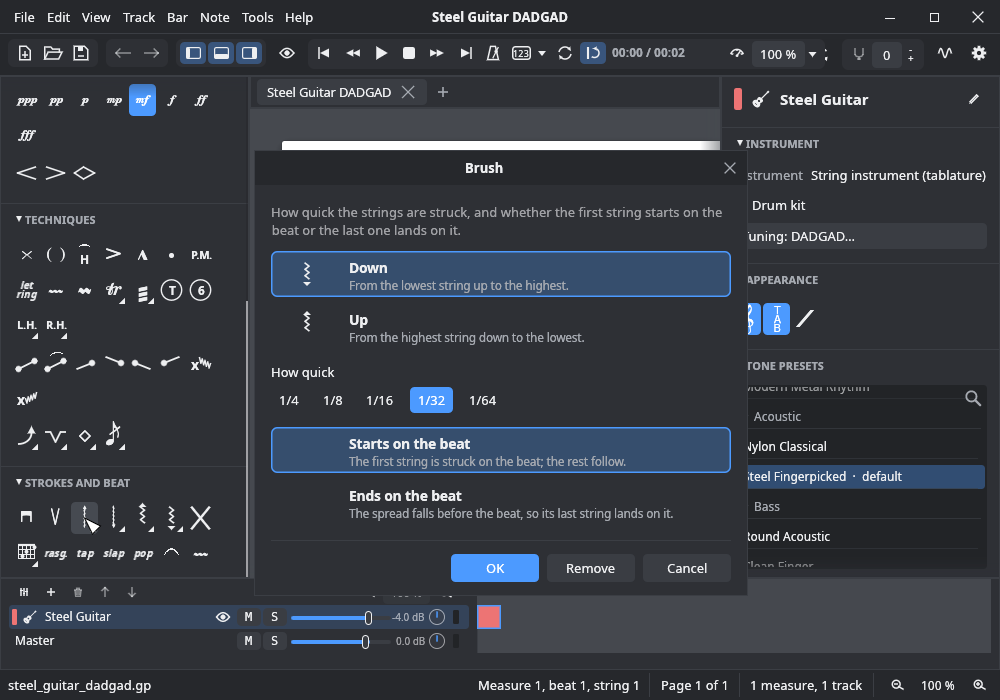 File Edit View Track Bar Note Tools Help
Steel Guitar DADGAD
123 00:00 / 00:02 100 % 0
ppp pp p mp mf f ff
fff
TECHNIQUES
H P.M.
let ring tr T 6
L.H. R.H.
STROKES AND BEAT
rasg. tap slap pop
Steel Guitar DADGAD
Brush
How quick the strings are struck, and whether the first string starts on the
beat or the last one lands on it.
Down
From the lowest string up to the highest.
Up
From the highest string down to the lowest.
How quick
1/4 1/8 1/16 1/32 1/64
Starts on the beat
The first string is struck on the beat; the rest follow.
Ends on the beat
The spread falls before the beat, so its last string lands on it.
OK Remove Cancel
Steel Guitar
INSTRUMENT
strument String instrument (tablature)
Drum kit
uning: DADGAD...
APPEARANCE
TAB
TONE PRESETS
Modern Metal Rhythm
Acoustic
Nylon Classical
Steel Fingerpicked · default
Bass
Round Acoustic
Clean Finger
Steel Guitar M S -4.0 dB
Master M S 0.0 dB
steel_guitar_dadgad.gp Measure 1, beat 1, string 1 Page 1 of 1 1 measure, 1 track 100 %